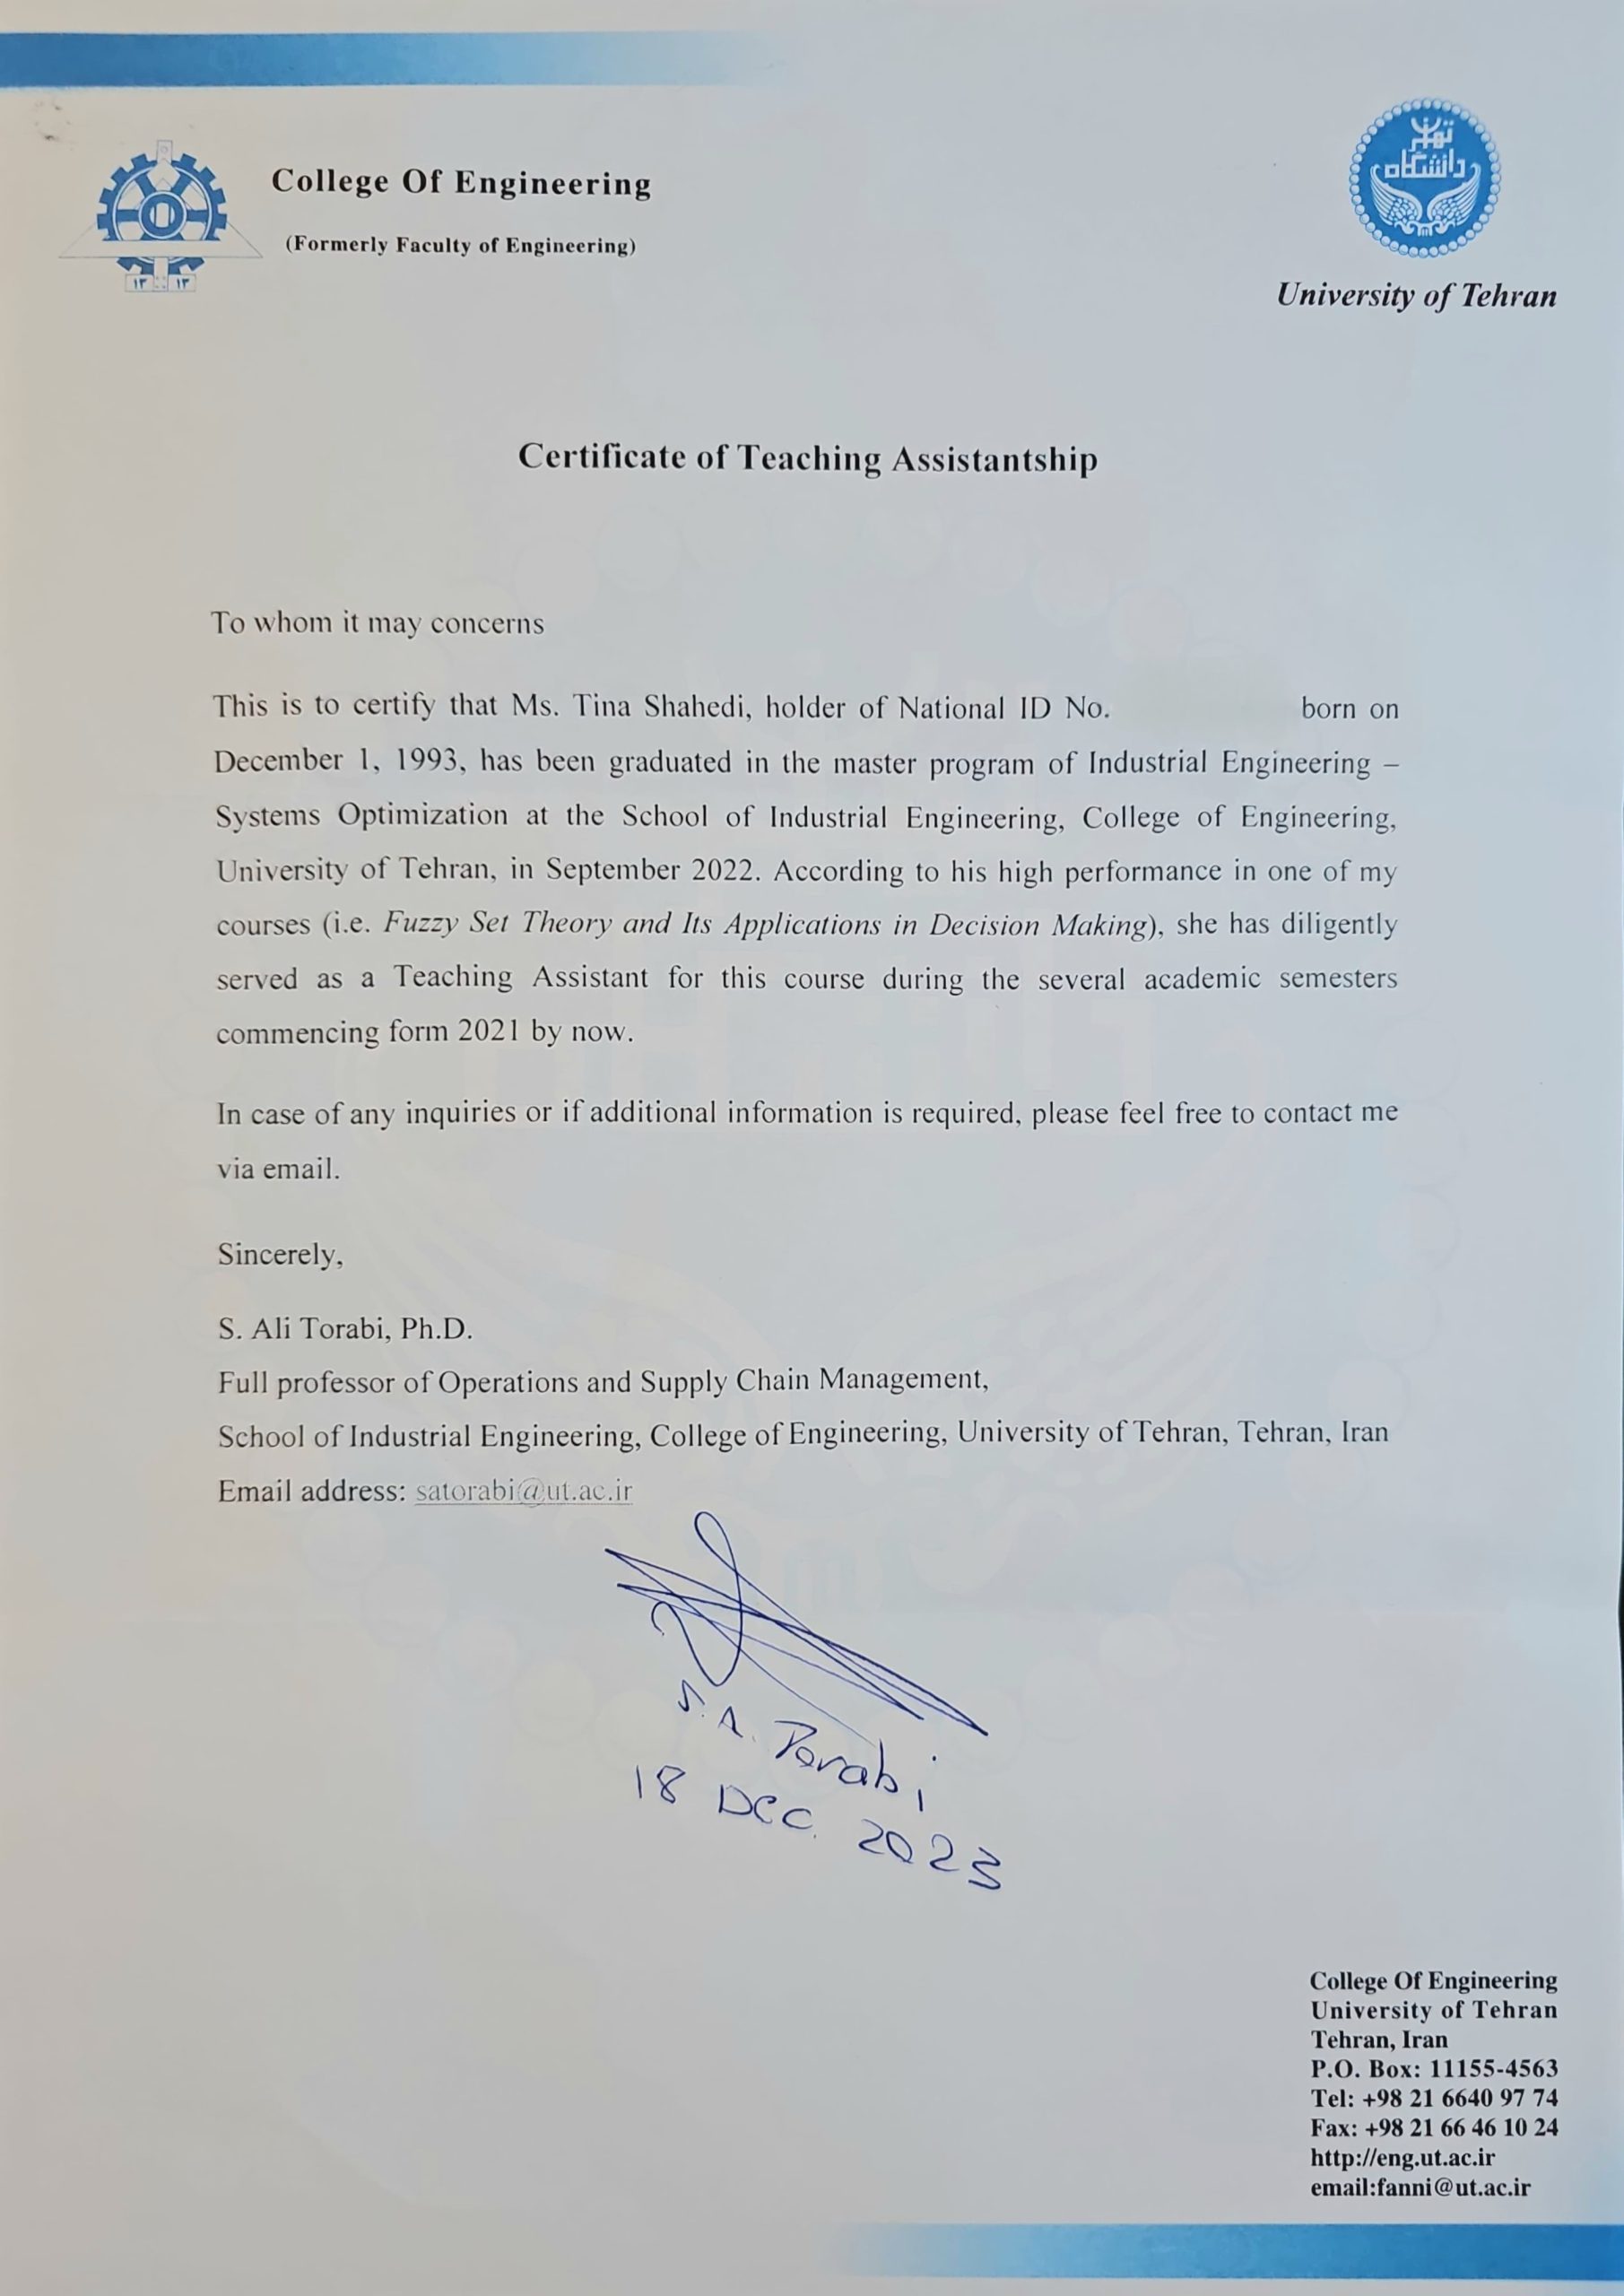 College Of Engineering
(Formerly Faculty of Engineering)
۱۳ ۱۳
تهران
دانشگاه
University of Tehran
Certificate of Teaching Assistantship
To whom it may concerns
This is to certify that Ms. Tina Shahedi, holder of National ID No. born on
December 1, 1993, has been graduated in the master program of Industrial Engineering –
Systems Optimization at the School of Industrial Engineering, College of Engineering,
University of Tehran, in September 2022. According to his high performance in one of my
courses (i.e. Fuzzy Set Theory and Its Applications in Decision Making), she has diligently
served as a Teaching Assistant for this course during the several academic semesters
commencing form 2021 by now.
In case of any inquiries or if additional information is required, please feel free to contact me
via email.
Sincerely,
S. Ali Torabi, Ph.D.
Full professor of Operations and Supply Chain Management,
School of Industrial Engineering, College of Engineering, University of Tehran, Tehran, Iran
Email address: satorabi@ut.ac.ir
S. A. Torabi
18 Dec. 2023
College Of Engineering
University of Tehran
Tehran, Iran
P.O. Box: 11155-4563
Tel: +98 21 6640 97 74
Fax: +98 21 66 46 10 24
http://eng.ut.ac.ir
email:fanni@ut.ac.ir